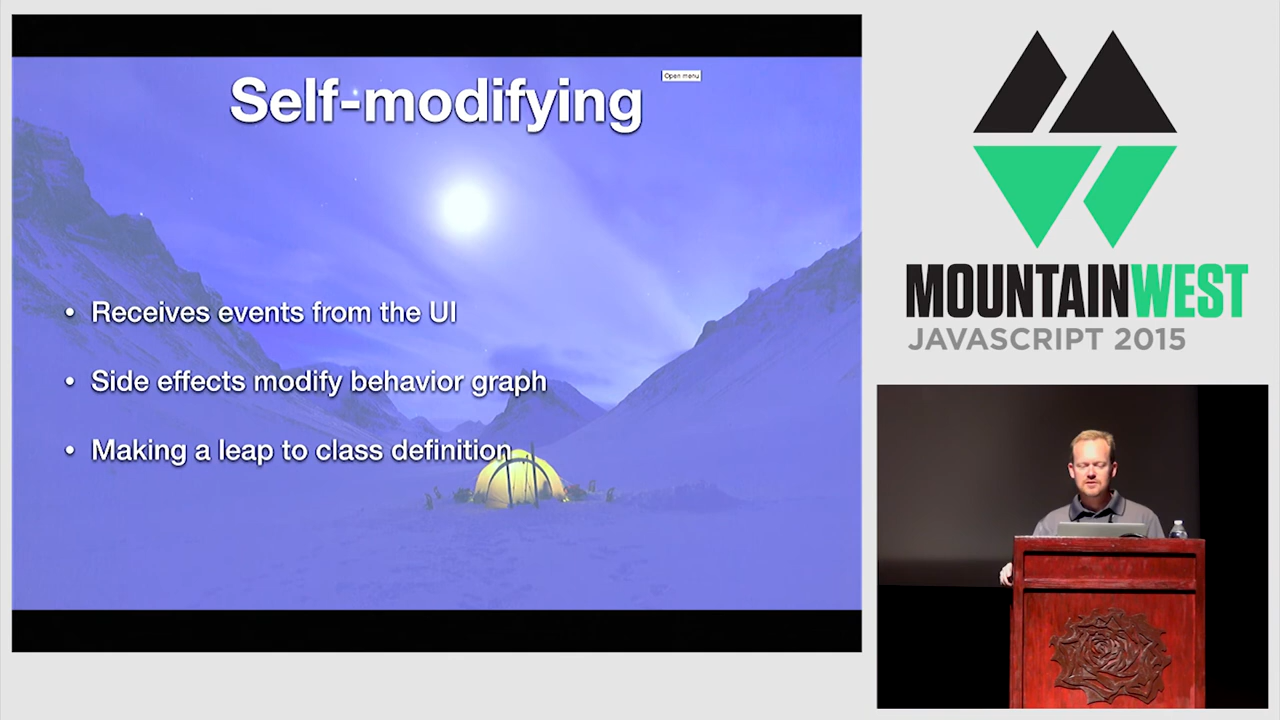 Self-modifying
Open menu
• Receives events from the UI
• Side effects modify behavior graph
• Making a leap to class definition
MOUNTAINWEST
JAVASCRIPT 2015